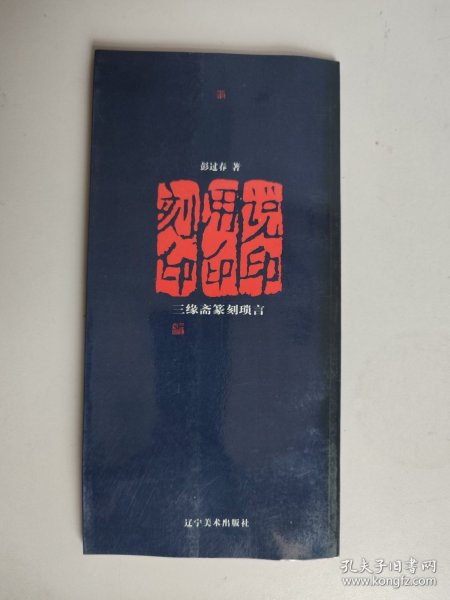 彭过春 著
说印
用印
刻印
三缘斋篆刻琐言
辽宁美术出版社
孔夫子旧书网
www.kongfz.com